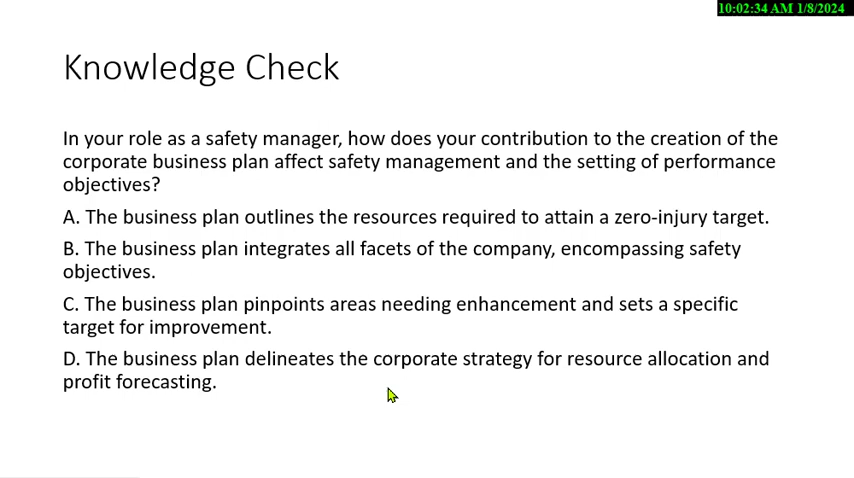 10:02:34 AM 1/8/2024
Knowledge Check
In your role as a safety manager, how does your contribution to the creation of the
corporate business plan affect safety management and the setting of performance
objectives?
A. The business plan outlines the resources required to attain a zero-injury target.
B. The business plan integrates all facets of the company, encompassing safety
objectives.
C. The business plan pinpoints areas needing enhancement and sets a specific
target for improvement.
D. The business plan delineates the corporate strategy for resource allocation and
profit forecasting.